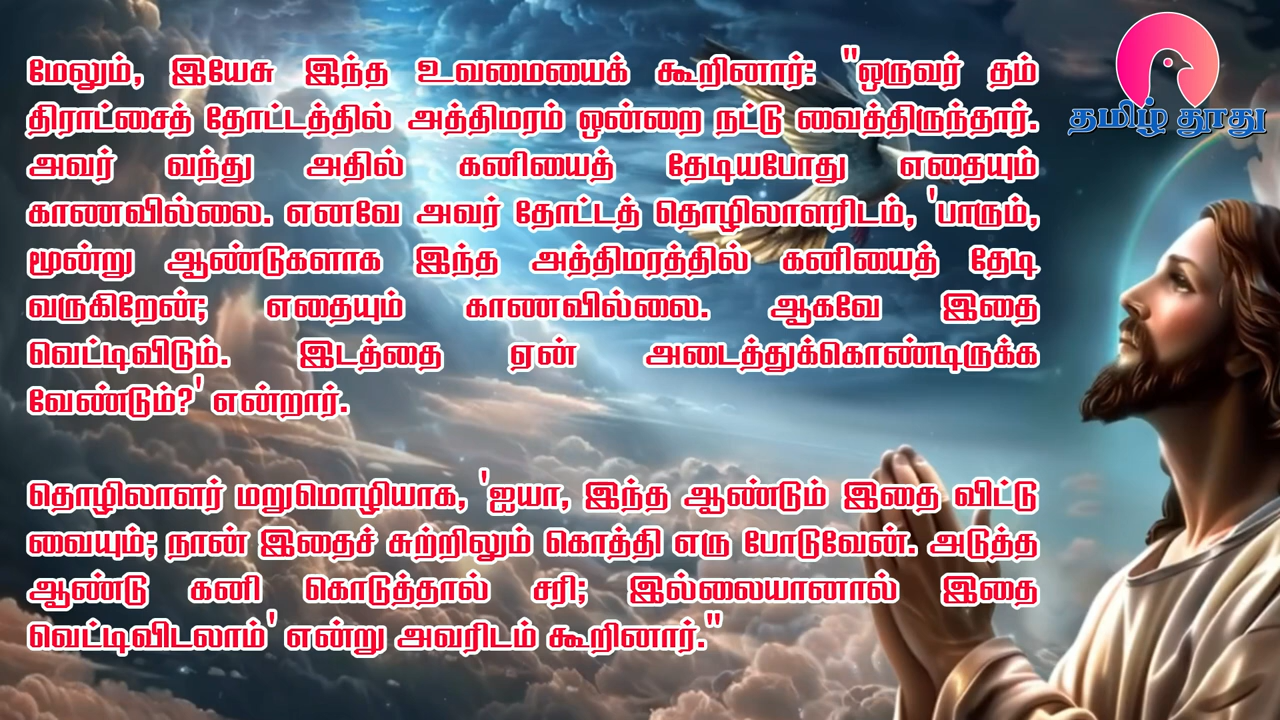 மேலும், இயேசு இந்த உவமையைக் கூறினார்: "ஒருவர் தம்
திராட்சைத் தோட்டத்தில் அத்திமரம் ஒன்றை நட்டு வைத்திருந்தார்.
அவர் வந்து அதில் கனியைத் தேடியபோது எதையும்
காணவில்லை. எனவே அவர் தோட்டத் தொழிலாளரிடம், 'பாரும்,
மூன்று ஆண்டுகளாக இந்த அத்திமரத்தில் கனியைத் தேடி
வருகிறேன்; எதையும் காணவில்லை. ஆகவே இதை
வெட்டிவிடும். இடத்தை ஏன் அடைத்துக்கொண்டிருக்க
வேண்டும்?' என்றார்.
தொழிலாளர் மறுமொழியாக, 'ஐயா, இந்த ஆண்டும் இதை விட்டு
வையும்; நான் இதைச் சுற்றிலும் கொத்தி எரு போடுவேன். அடுத்த
ஆண்டு கனி கொடுத்தால் சரி; இல்லையானால் இதை
வெட்டிவிடலாம்' என்று அவரிடம் கூறினார்."
தமிழ் தூது